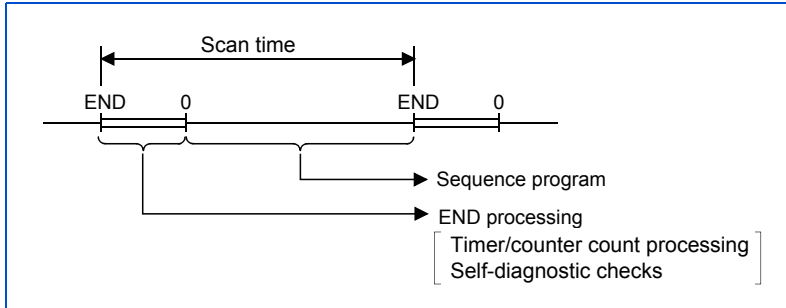 Scan time
END 0 END 0
Sequence program
END processing
Timer/counter count processing
Self-diagnostic checks